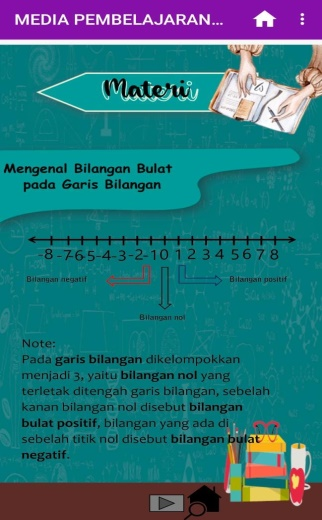 MEDIA PEMBELAJARAN...
Materii
Mengenal Bilangan Bulat
pada Garis Bilangan
-8 -7-6-5-4-3-2-1 0 1 2 3 4 5 6 7 8
Bilangan negatif
Bilangan positif
Bilangan nol
Note:
Pada garis bilangan dikelompokkan
menjadi 3, yaitu bilangan nol yang
terletak ditengah garis bilangan, sebelah
kanan bilangan nol disebut bilangan
bulat positif, bilangan yang ada di
sebelah titik nol disebut bilangan bulat
negatif.